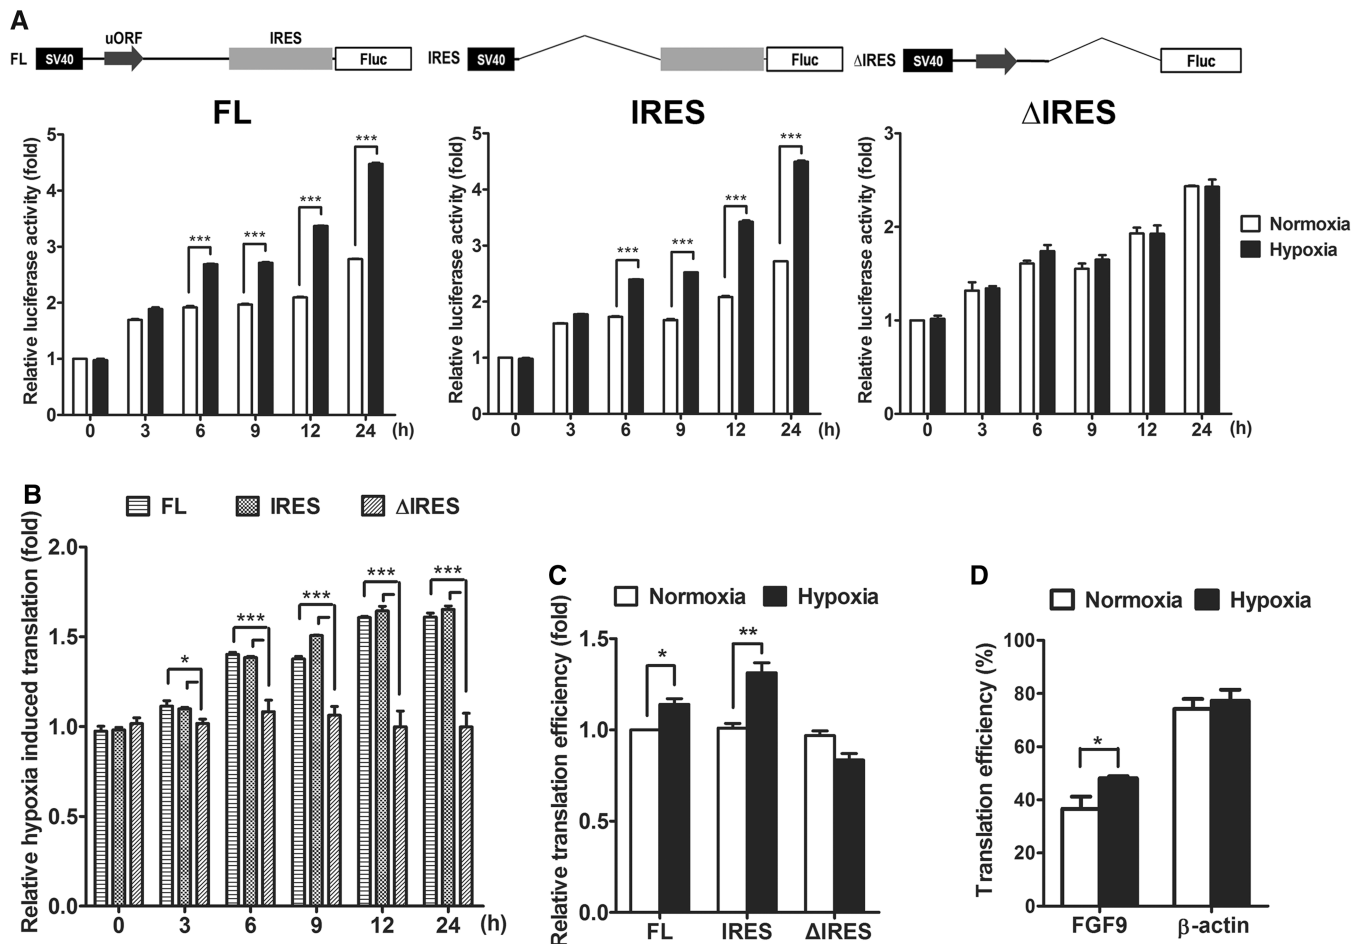 A
uORF IRES
FL SV40 Fluc IRES SV40 Fluc ΔIRES SV40 Fluc
FL IRES ΔIRES
Relative luciferase activity (fold)
5
4
3
2
1
0
*** *** *** ***
0 3 6 9 12 24 (h)
Relative luciferase activity (fold)
5
4
3
2
1
0
*** *** *** ***
0 3 6 9 12 24 (h)
Relative luciferase activity (fold)
3
2
1
0
0 3 6 9 12 24 (h)
Normoxia
Hypoxia
B
FL IRES ΔIRES
Relative hypoxia induced translation (fold)
2.0
1.5
1.0
0.5
0.0
* *** *** *** ***
0 3 6 9 12 24 (h)
C
Normoxia Hypoxia
Relative translation efficiency (fold)
1.5
1.0
0.5
0.0
* **
FL IRES ΔIRES
D
Normoxia Hypoxia
Translation efficiency (%)
100
80
60
40
20
0
*
FGF9 β-actin